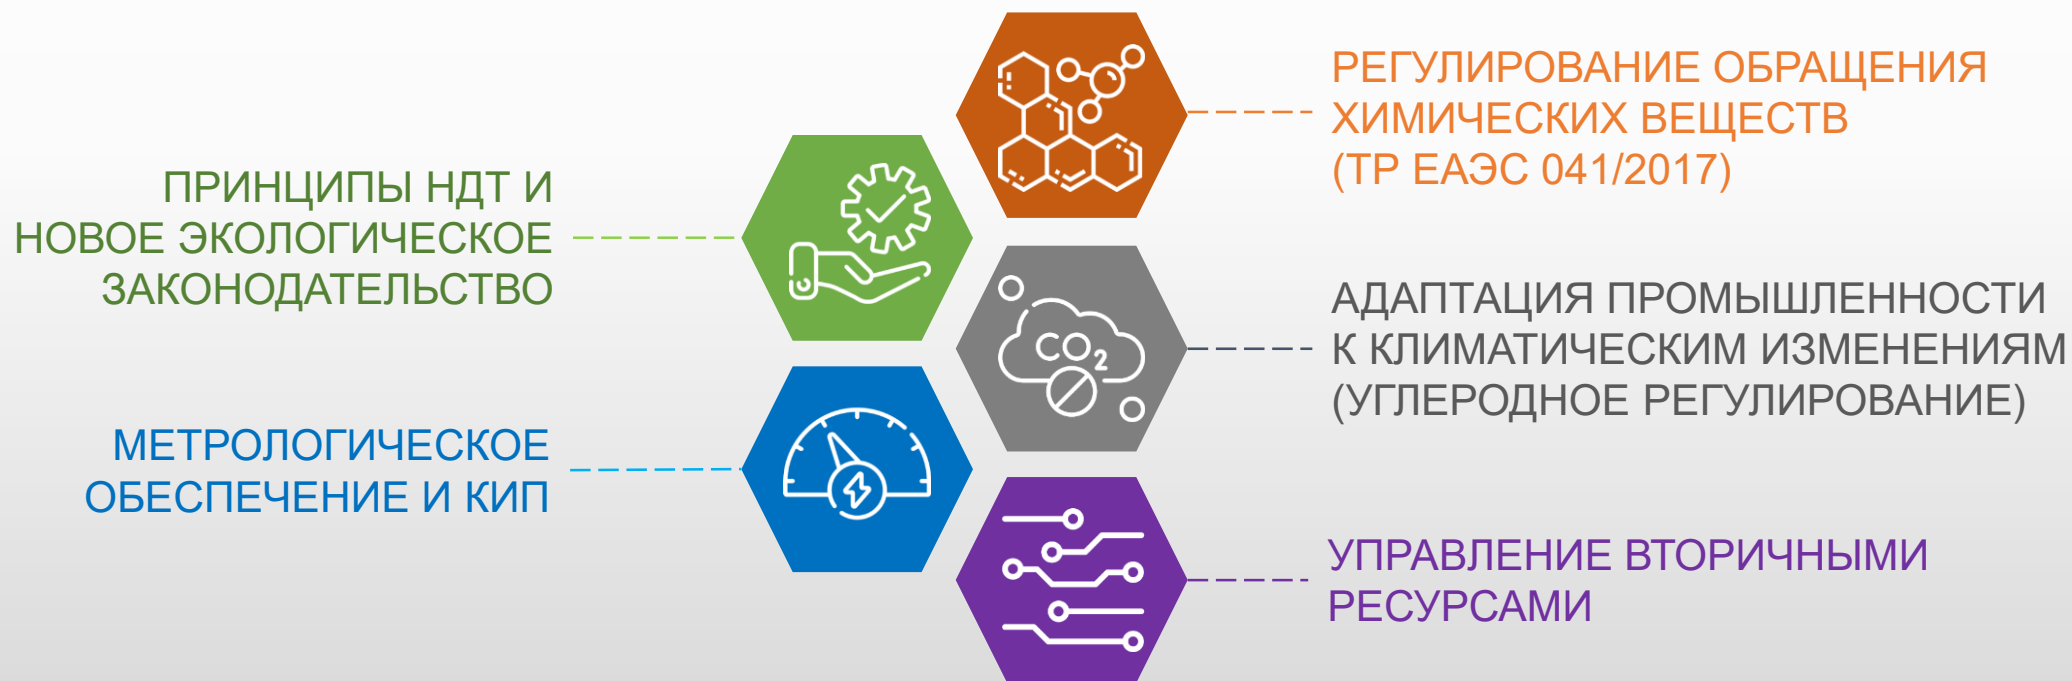 ПРИНЦИПЫ НДТ И
НОВОЕ ЭКОЛОГИЧЕСКОЕ
ЗАКОНОДАТЕЛЬСТВО
МЕТРОЛОГИЧЕСКОЕ
ОБЕСПЕЧЕНИЕ И КИП
РЕГУЛИРОВАНИЕ ОБРАЩЕНИЯ
ХИМИЧЕСКИХ ВЕЩЕСТВ
(ТР ЕАЭС 041/2017)
CO2
АДАПТАЦИЯ ПРОМЫШЛЕННОСТИ
К КЛИМАТИЧЕСКИМ ИЗМЕНЕНИЯМ
(УГЛЕРОДНОЕ РЕГУЛИРОВАНИЕ)
УПРАВЛЕНИЕ ВТОРИЧНЫМИ
РЕСУРСАМИ